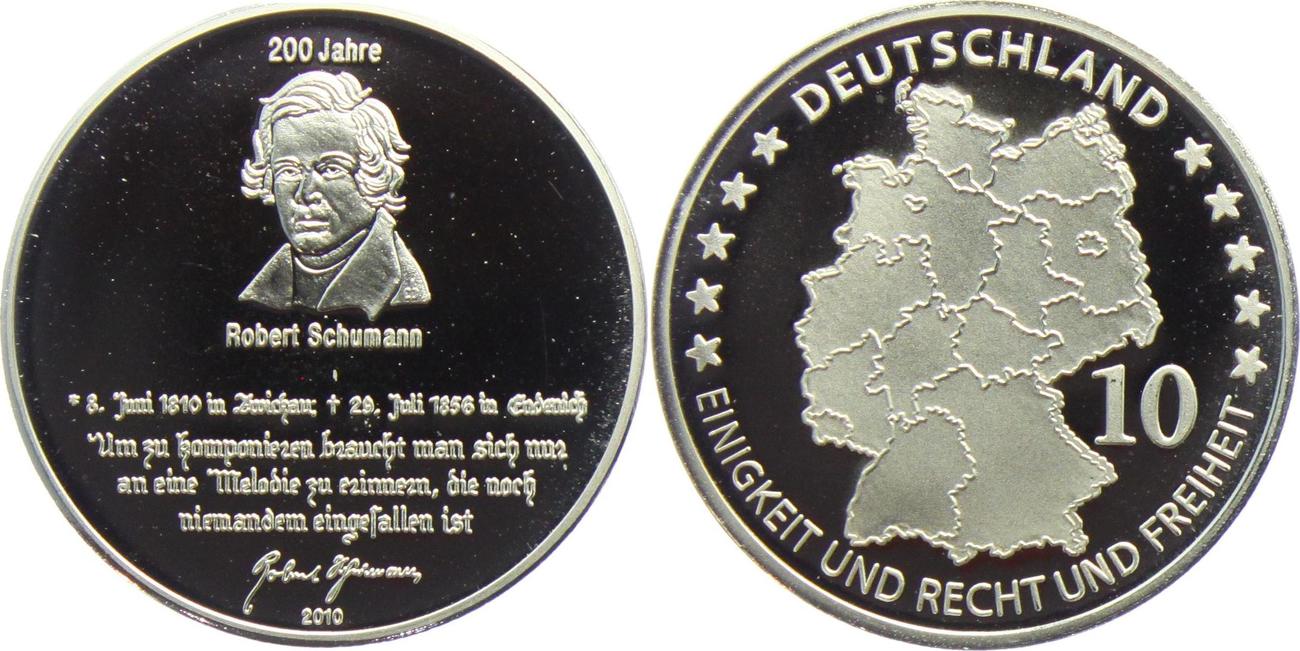 200 Jahre
Robert Schumann
* 8. Juni 1810 in Zwickau; † 29. Juli 1856 in Endenich
Um zu komponieren braucht man sich nur
an eine Melodie zu erinnern, die noch
niemandem eingefallen ist
Robert Schumann
2010
DEUTSCHLAND
10
EINIGKEIT UND RECHT UND FREIHEIT